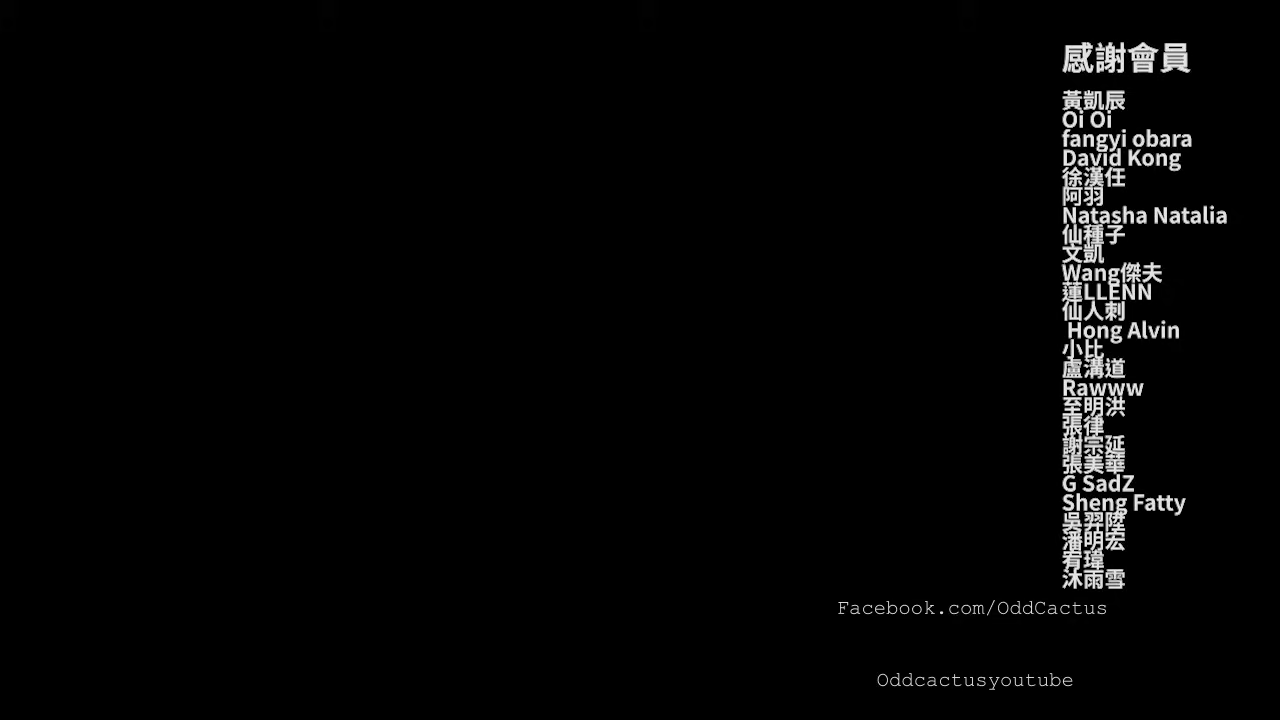 感謝會員
黃凱辰
Oi Oi
fangyi obara
David Kong
徐漢任
阿羽
Natasha Natalia
仙種子
文凱
Wang傑夫
蓮LLENN
仙人刺
Hong Alvin
小比
盧溝道
Rawww
至明洪
張律
謝宗延
張美華
G SadZ
Sheng Fatty
吳羿陞
潘明宏
宥瑋
沐雨雪
Facebook.com/OddCactus
Oddcactusyoutube